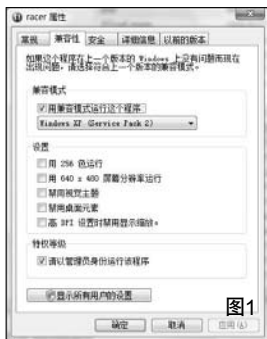 racer 属性
常规 兼容性 安全 详细信息 以前的版本
如果这个程序在上一个版本的 Windows 上没有问题而现在
出现问题，请选择符合上一个版本的兼容模式。
兼容模式
用兼容模式运行这个程序
Windows XP (Service Pack 2)
设置
用 256 色运行
用 640 x 480 屏幕分辨率运行
禁用视觉主题
禁用桌面元素
高 DPI 设置时禁用显示缩放。
特权等级
请以管理员身份运行该程序
显示所有用户的设置
图1
确定 取消 应用(A)